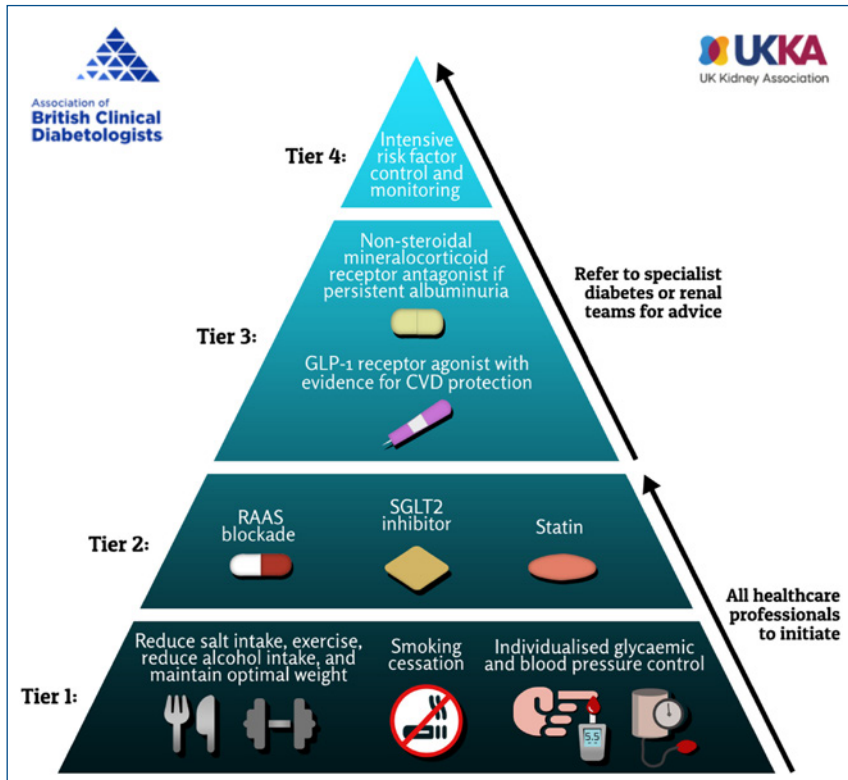 Association of
British Clinical
Diabetologists
UKKA
UK Kidney Association
Tier 4:
Intensive
risk factor
control and
monitoring
Non-steroidal
mineralocorticoid
receptor antagonist if
persistent albuminuria
Tier 3:
GLP-1 receptor agonist with
evidence for CVD protection
Refer to specialist
diabetes or renal
teams for advice
Tier 2:
RAAS
blockade
SGLT2
inhibitor
Statin
All healthcare
professionals
to initiate
Tier 1:
Reduce salt intake, exercise,
reduce alcohol intake, and
maintain optimal weight
Smoking
cessation
Individualised glycaemic
and blood pressure control
5.5